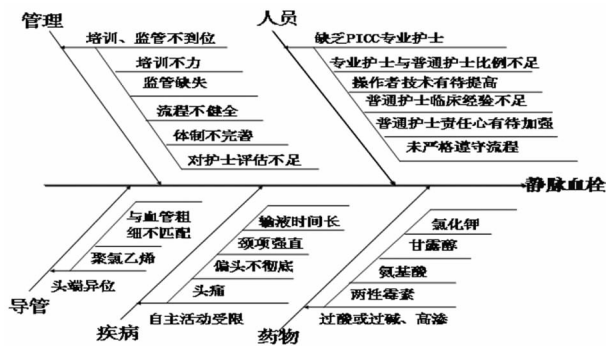 管理
人员
培训、监管不到位
培训不力
监管缺失
流程不健全
体制不完善
对护士评估不足
缺乏PICC专业护士
专业护士与普通护士比例不足
操作者技术有待提高
普通护士临床经验不足
普通护士责任心有待加强
未严格遵守流程
静脉血栓
与血管粗
细不匹配
聚氯乙烯
头端异位
导管
输液时间长
颈项强直
偏头不彻底
头痛
自主活动受限
疾病
氯化钾
甘露醇
氨基酸
两性霉素
过酸或过碱、高渗
药物